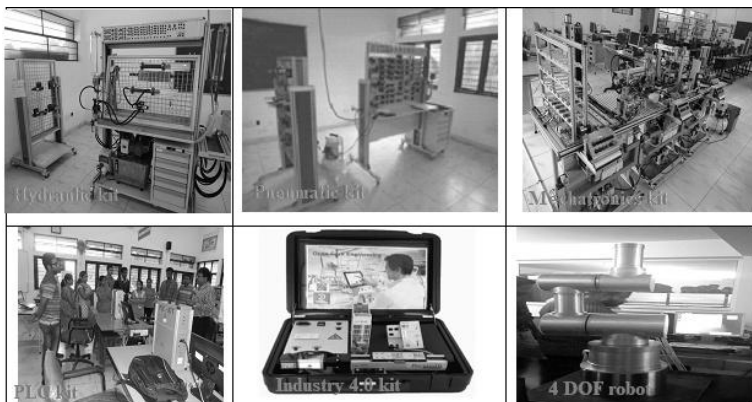 Hydraulic kit
Pneumatic kit
Mechatronics kit
PLC kit
Industry 4.0 kit
4 DOF robot